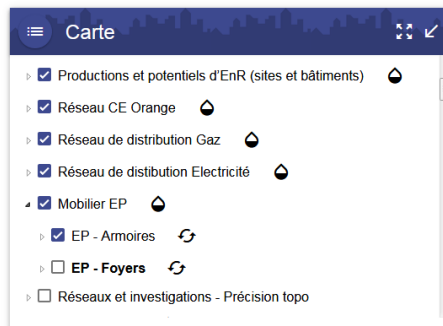 Carte
Productions et potentiels d'EnR (sites et bâtiments)
Réseau CE Orange
Réseau de distribution Gaz
Réseau de distibution Electricité
Mobilier EP
EP - Armoires
EP - Foyers
Réseaux et investigations - Précision topo